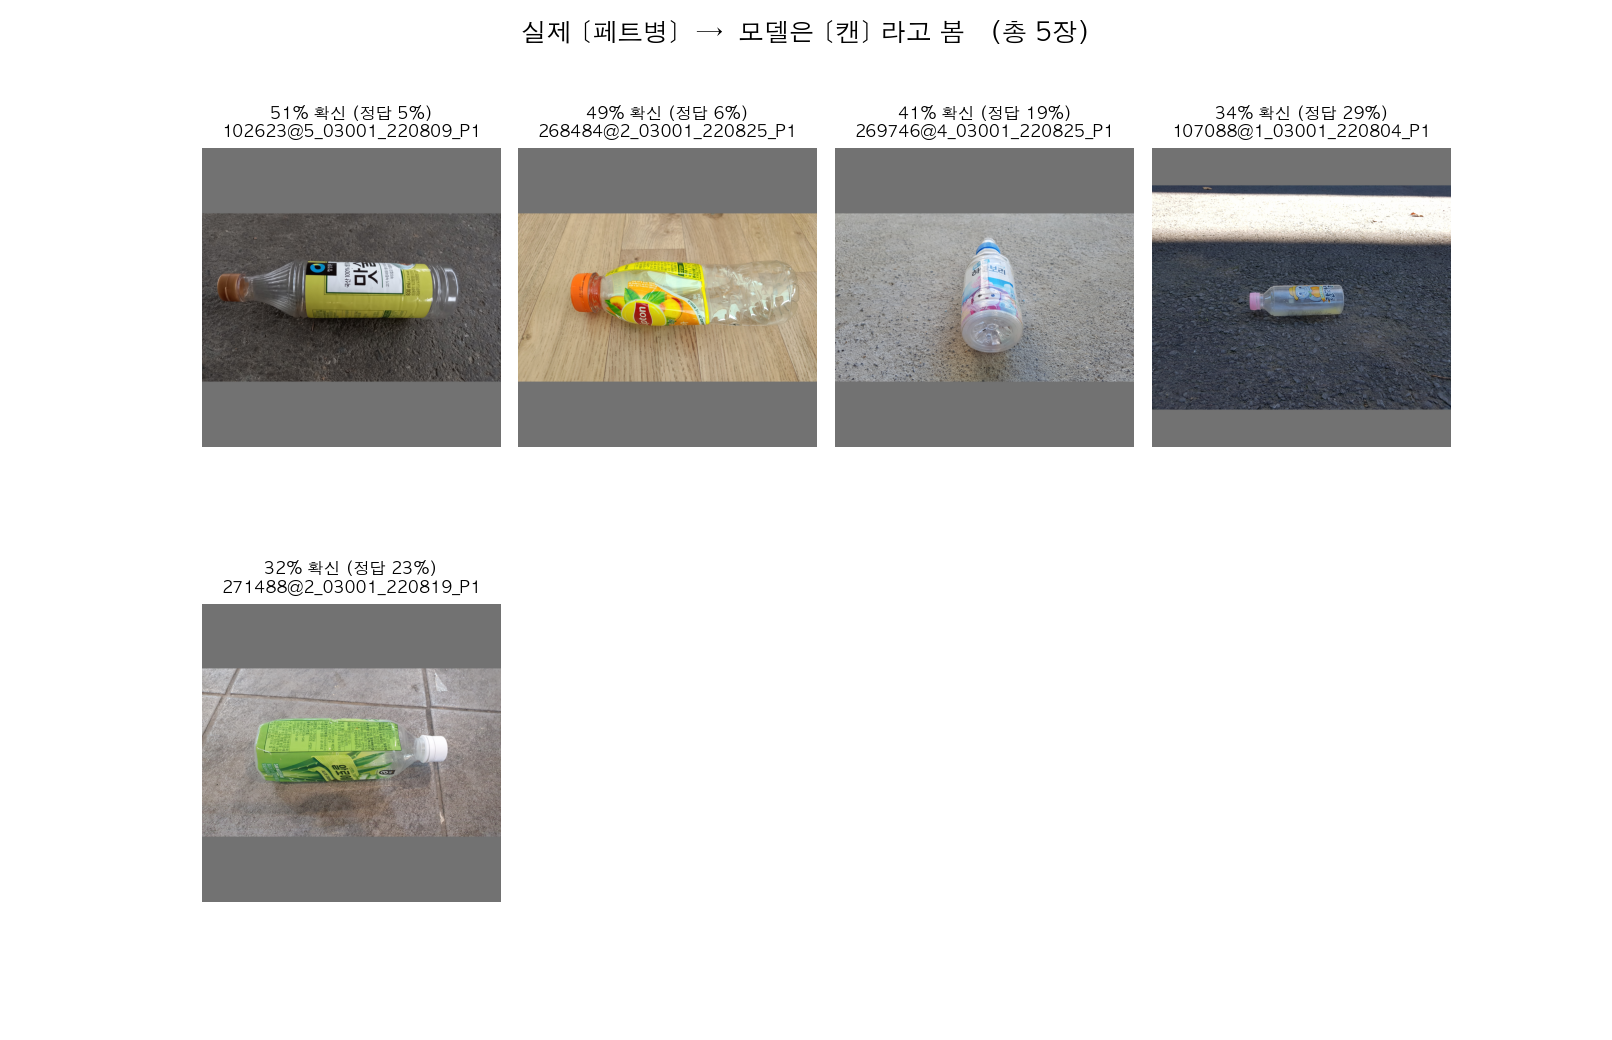 실제 [페트병] → 모델은 [캔] 라고 봄 (총 5장)
51% 확신 (정답 5%)
102623@5_03001_220809_P1
49% 확신 (정답 6%)
268484@2_03001_220825_P1
41% 확신 (정답 19%)
269746@4_03001_220825_P1
34% 확신 (정답 29%)
107088@1_03001_220804_P1
맛술
32% 확신 (정답 23%)
271488@2_03001_220819_P1